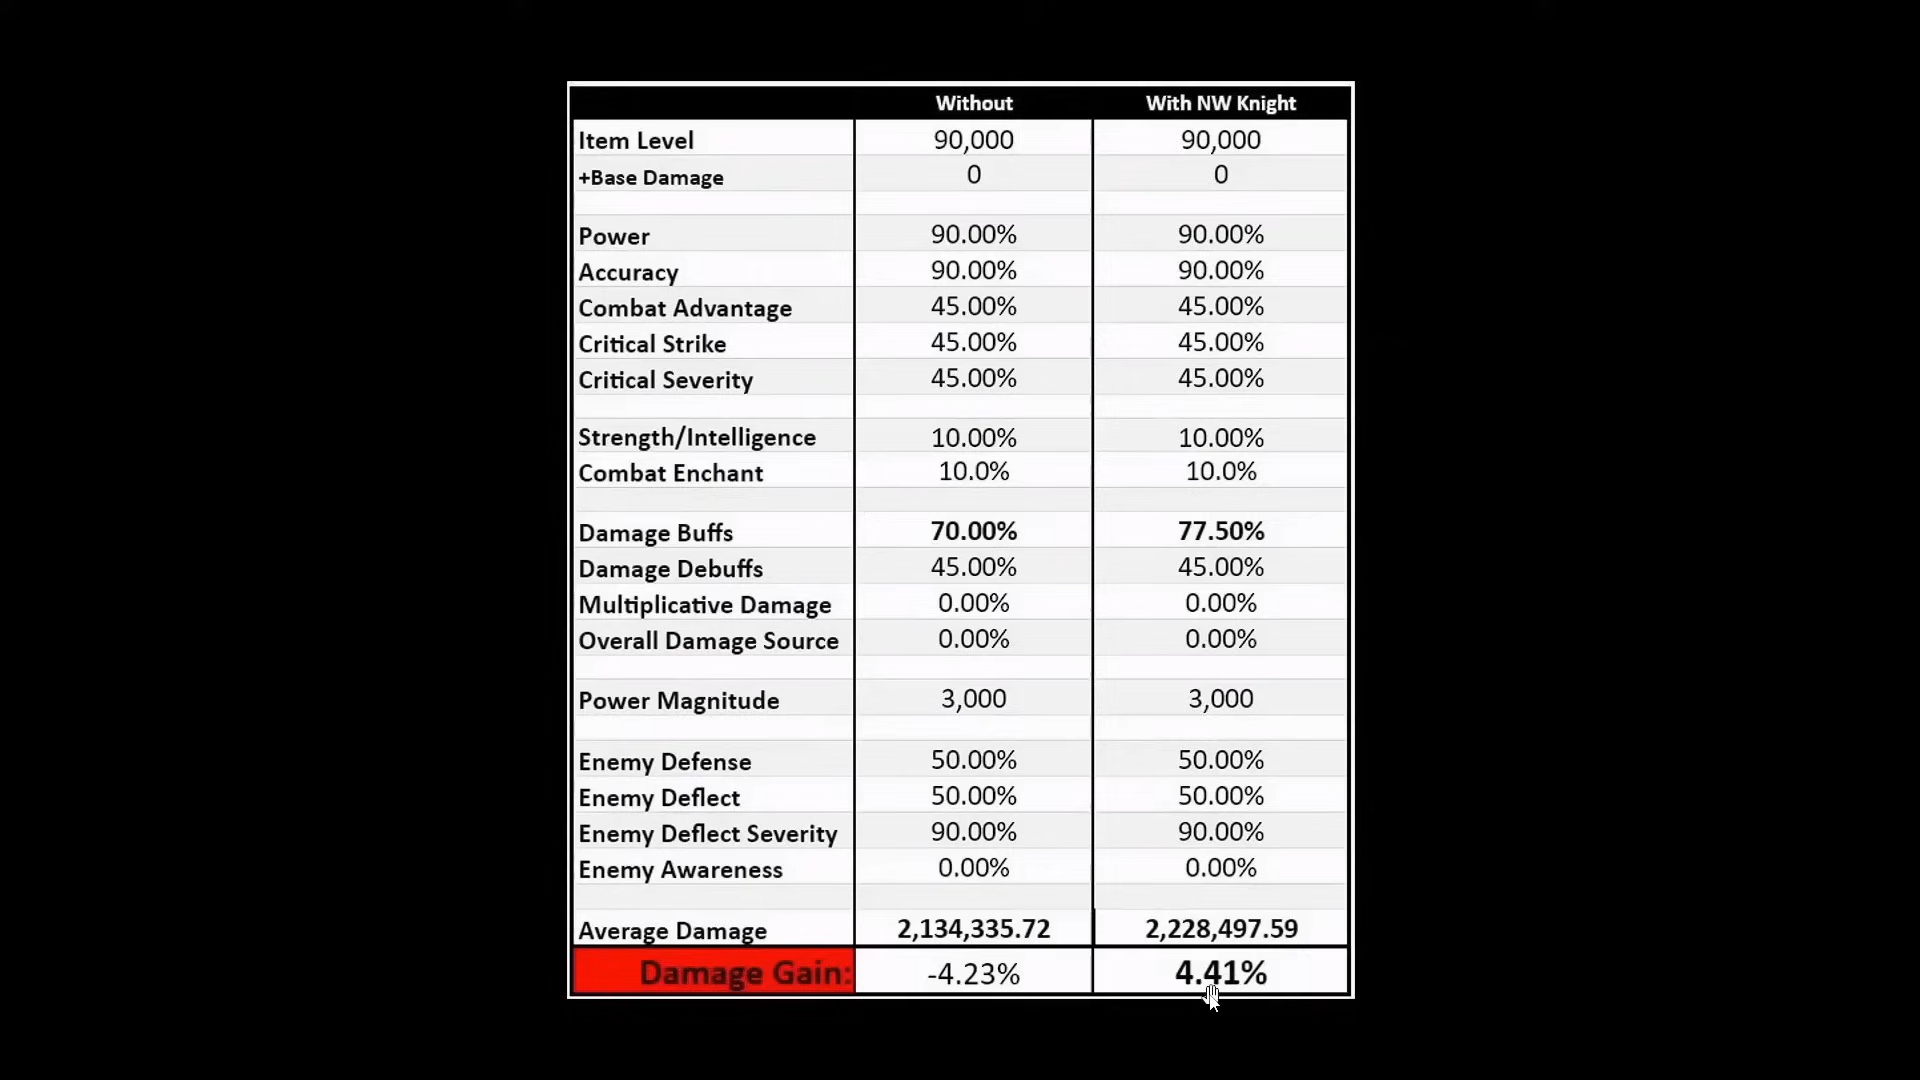 Without With NW Knight
Item Level 90,000 90,000
+Base Damage 0 0
Power 90.00% 90.00%
Accuracy 90.00% 90.00%
Combat Advantage 45.00% 45.00%
Critical Strike 45.00% 45.00%
Critical Severity 45.00% 45.00%
Strength/Intelligence 10.00% 10.00%
Combat Enchant 10.0% 10.0%
Damage Buffs 70.00% 77.50%
Damage Debuffs 45.00% 45.00%
Multiplicative Damage 0.00% 0.00%
Overall Damage Source 0.00% 0.00%
Power Magnitude 3,000 3,000
Enemy Defense 50.00% 50.00%
Enemy Deflect 50.00% 50.00%
Enemy Deflect Severity 90.00% 90.00%
Enemy Awareness 0.00% 0.00%
Average Damage 2,134,335.72 2,228,497.59
Damage Gain: -4.23% 4.41%